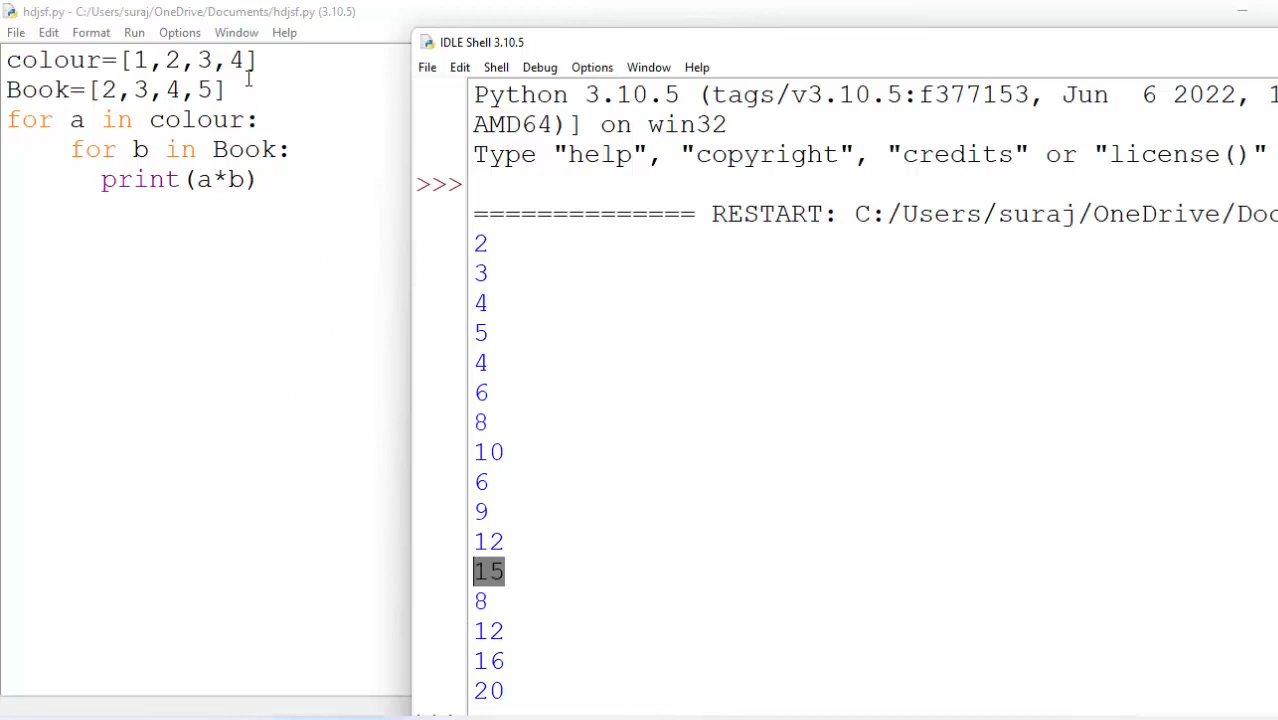 hdjsf.py - C:/Users/suraj/OneDrive/Documents/hdjsf.py (3.10.5)
File Edit Format Run Options Window Help
colour=[1,2,3,4]
Book=[2,3,4,5]
for a in colour:
    for b in Book:
      print(a*b)
IDLE Shell 3.10.5
File Edit Shell Debug Options Window Help
Python 3.10.5 (tags/v3.10.5:f377153, Jun  6 2022, 1
AMD64)] on win32
Type "help", "copyright", "credits" or "license()"
>>>
============== RESTART: C:/Users/suraj/OneDrive/Doc
2
3
4
5
4
6
8
10
6
9
12
15
8
12
16
20